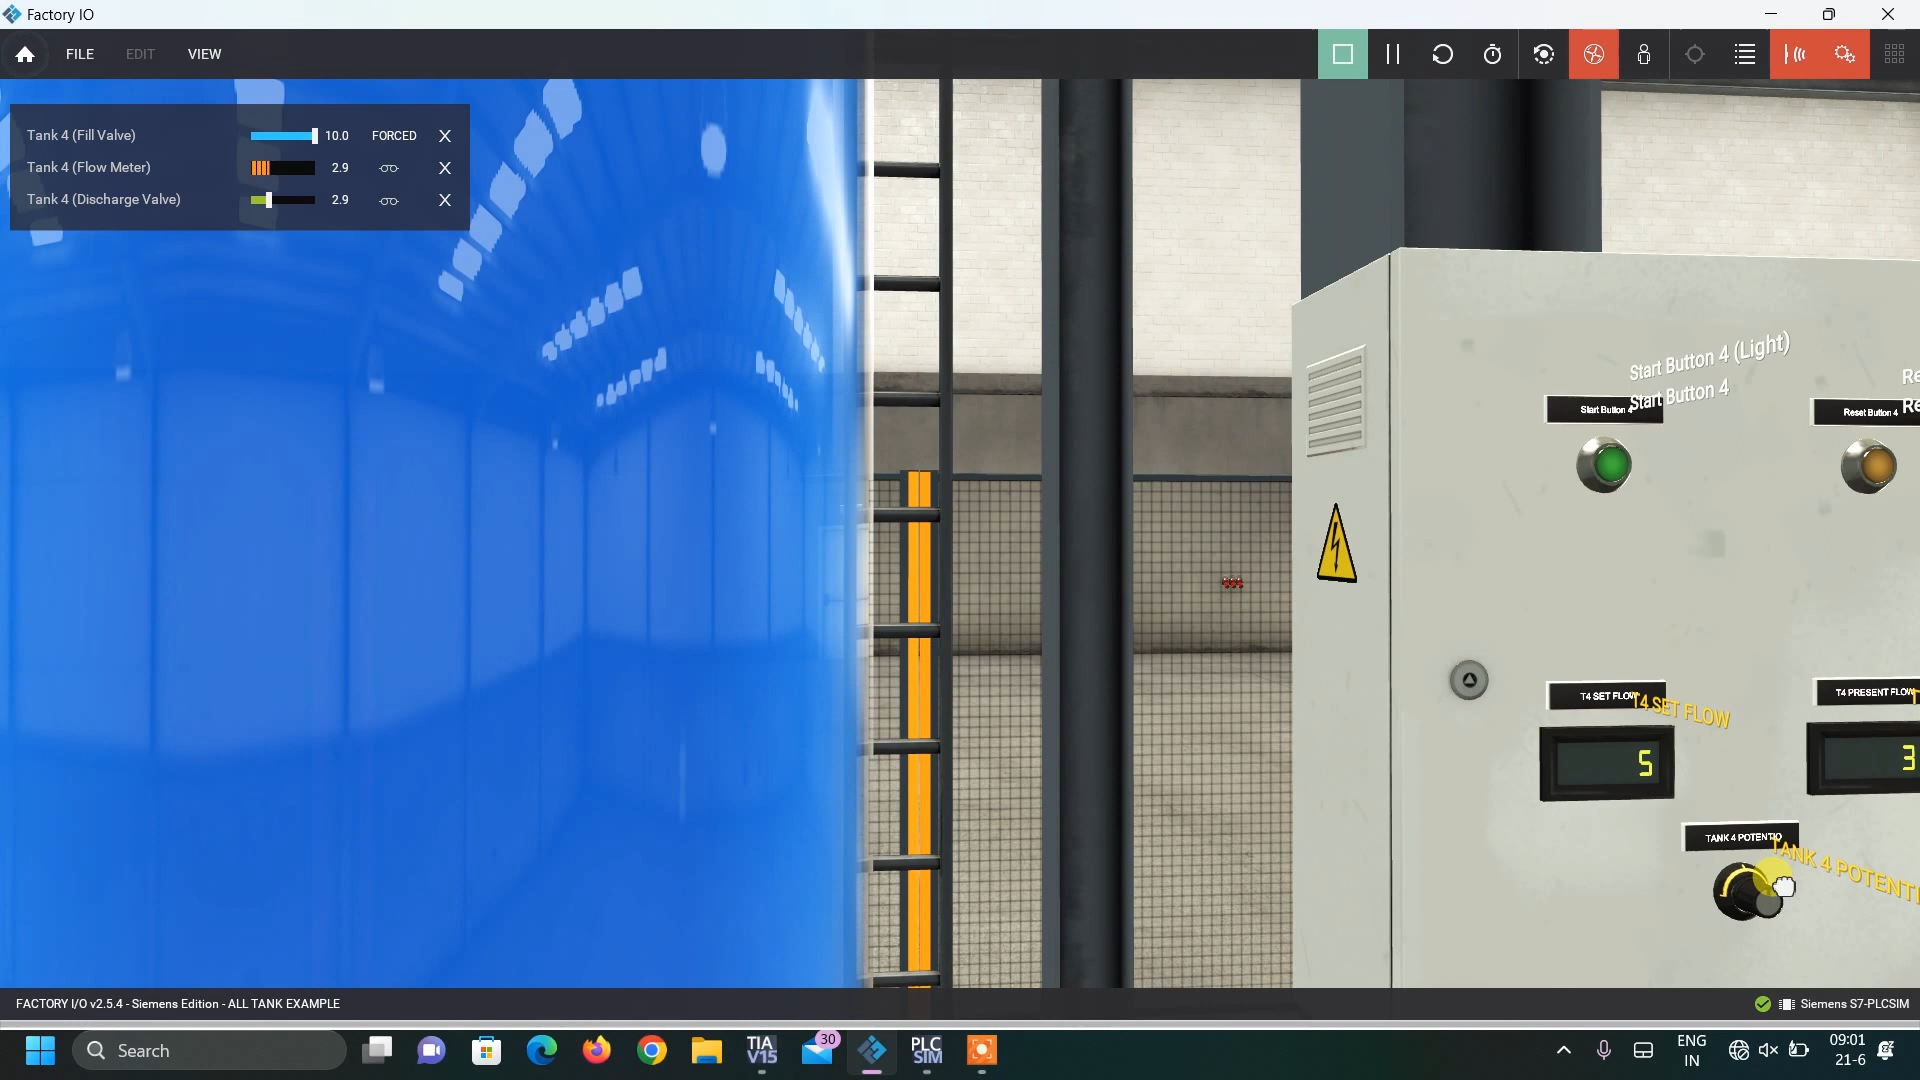 Factory IO
FILE EDIT VIEW
Tank 4 (Fill Valve) 10.0 FORCED X
Tank 4 (Flow Meter) 2.9 X
Tank 4 (Discharge Valve) 2.9 X
Start Button 4 (Light)
Start Button 4
Start Button 4
Reset Button 4
T4 SET FLOW
T4 SET FLOW
T4 PRESENT FLOW
5
3
TANK 4 POTENTIO
TANK 4 POTENTI
FACTORY I/O v2.5.4 - Siemens Edition - ALL TANK EXAMPLE
Siemens S7-PLCSIM
Search
TIA V15
30
PLC SIM
ENG IN
09:01
21-6